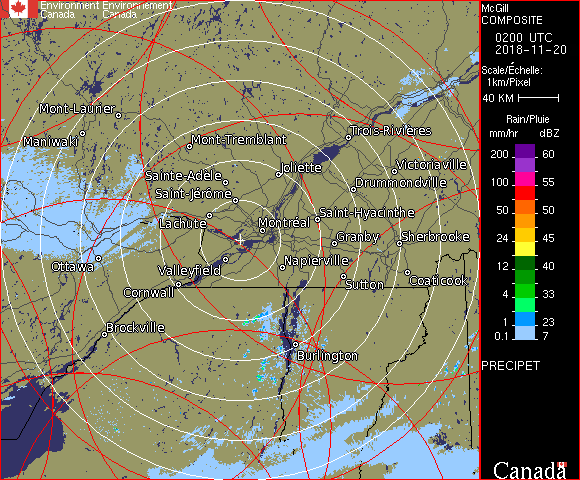 Environment Environnement
Canada Canada
McGill
COMPOSITE
0200 UTC
2018-11-20
Scale/Échelle:
1km/Pixel
40 KM
Rain/Pluie
mm/hr dBZ
200 60
100 55
50 50
24 45
12 40
4 33
1 23
0.1 7
PRECIPET
Canada
Mont-Laurier
Maniwaki
Mont-Tremblant
Trois-Rivières
Sainte-Adèle
Joliette
Victoriaville
Saint-Jérôme
Drummondville
Lachute
Montréal
Saint-Hyacinthe
Granby
Sherbrooke
Ottawa
Valleyfield
Napierville
Cornwall
Sutton
Coaticook
Brockville
Burlington